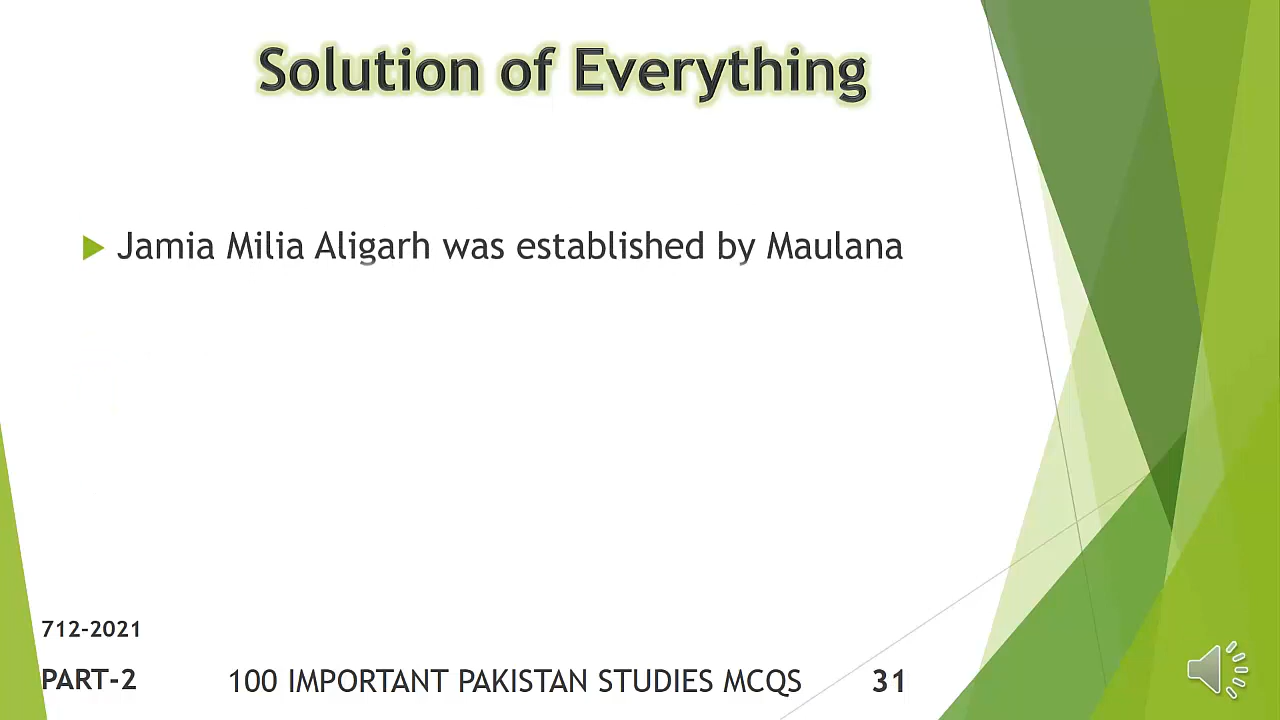 Solution of Everything
Jamia Milia Aligarh was established by Maulana
712-2021
PART-2 100 IMPORTANT PAKISTAN STUDIES MCQS 31